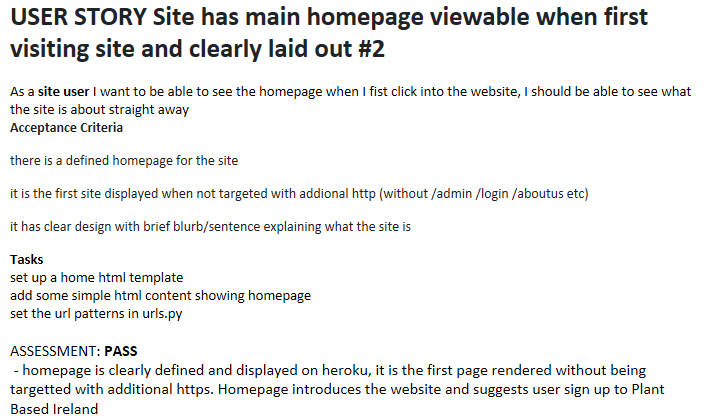 USER STORY Site has main homepage viewable when first
visiting site and clearly laid out #2
As a site user I want to be able to see the homepage when I fist click into the website, I should be able to see what
the site is about straight away
Acceptance Criteria
there is a defined homepage for the site
it is the first site displayed when not targeted with addional http (without /admin /login /aboutus etc)
it has clear design with brief blurb/sentence explaining what the site is
Tasks
set up a home html template
add some simple html content showing homepage
set the url patterns in urls.py
ASSESSMENT: PASS
- homepage is clearly defined and displayed on heroku, it is the first page rendered without being
targetted with additional https. Homepage introduces the website and suggests user sign up to Plant
Based Ireland